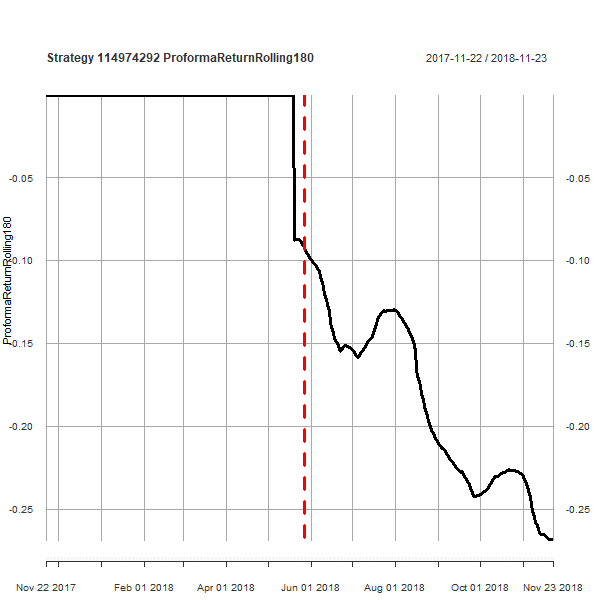 Strategy 114974292 ProformaReturnRolling180 2017-11-22 / 2018-11-23
-0.05 -0.05
-0.10 -0.10
-0.15 -0.15
-0.20 -0.20
-0.25 -0.25
ProformaReturnRolling180
Nov 22 2017 Feb 01 2018 Apr 01 2018 Jun 01 2018 Aug 01 2018 Oct 01 2018 Nov 23 2018